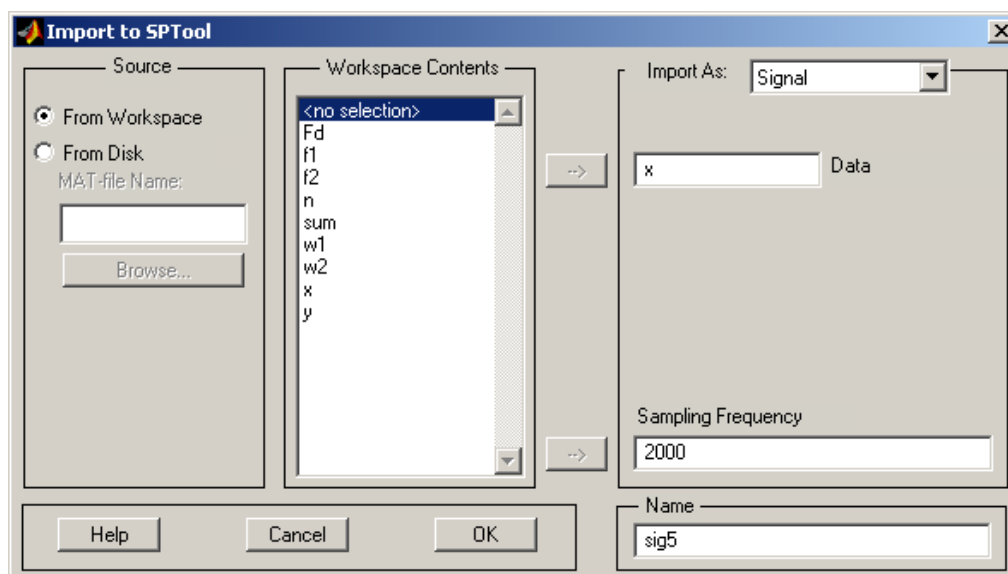 Import to SPTool
Source
From Workspace
From Disk
MAT-file Name:
Browse...
Workspace Contents
<no selection>
Fd
f1
f2
n
sum
w1
w2
x
y
-->
-->
Import As: Signal
x Data
Sampling Frequency
2000
Help Cancel OK
Name
sig5